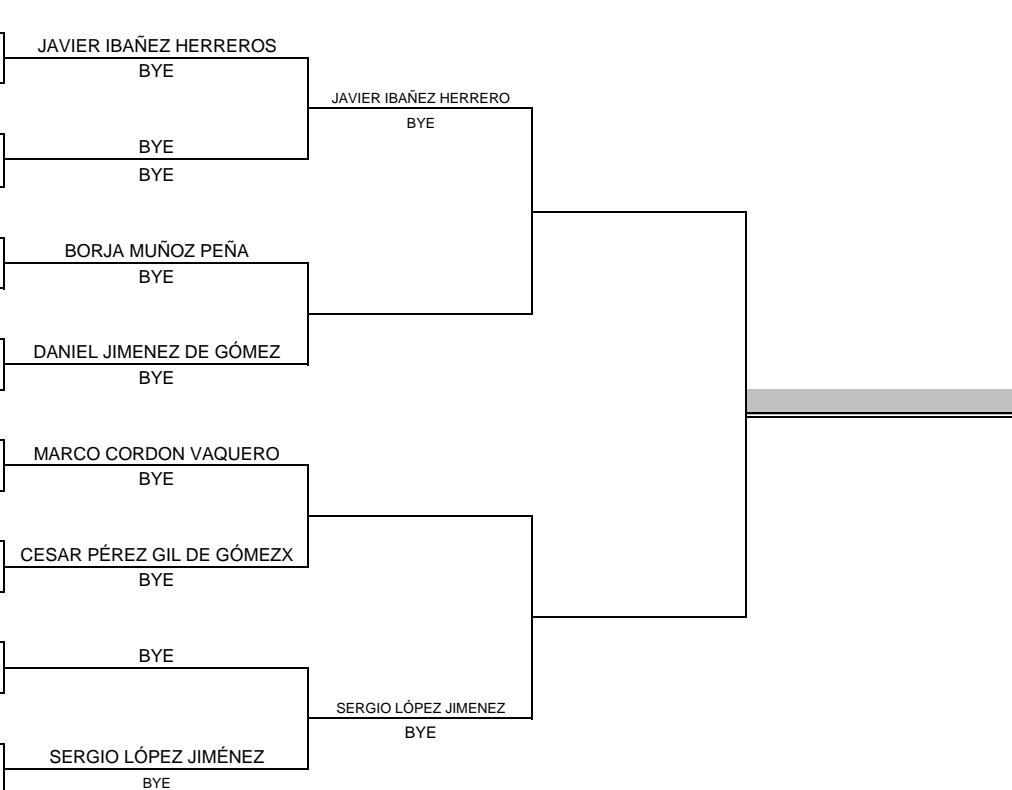 JAVIER IBAÑEZ HERREROS
BYE
JAVIER IBAÑEZ HERRERO
BYE
BYE
BYE
BORJA MUÑOZ PEÑA
BYE
DANIEL JIMENEZ DE GÓMEZ
BYE
MARCO CORDON VAQUERO
BYE
CESAR PÉREZ GIL DE GÓMEZX
BYE
BYE
SERGIO LÓPEZ JIMENEZ
BYE
SERGIO LÓPEZ JIMÉNEZ
BYE